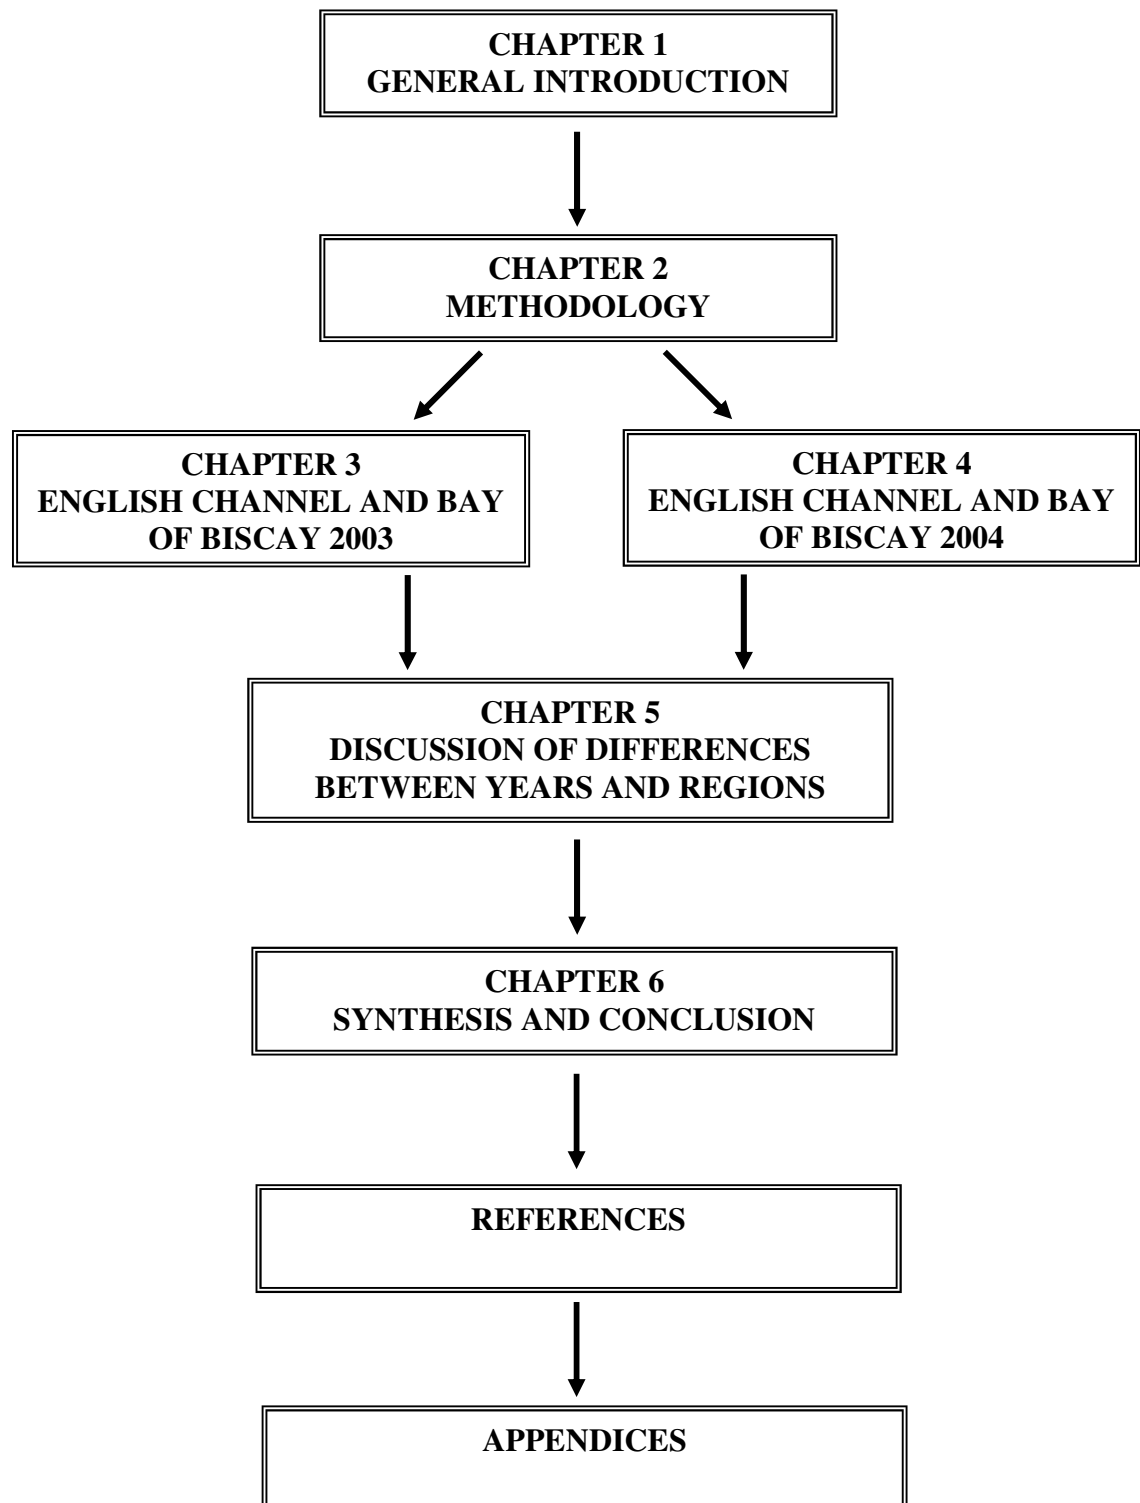 CHAPTER 1
GENERAL INTRODUCTION
CHAPTER 2
METHODOLOGY
CHAPTER 3
ENGLISH CHANNEL AND BAY
OF BISCAY 2003
CHAPTER 4
ENGLISH CHANNEL AND BAY
OF BISCAY 2004
CHAPTER 5
DISCUSSION OF DIFFERENCES
BETWEEN YEARS AND REGIONS
CHAPTER 6
SYNTHESIS AND CONCLUSION
REFERENCES
APPENDICES